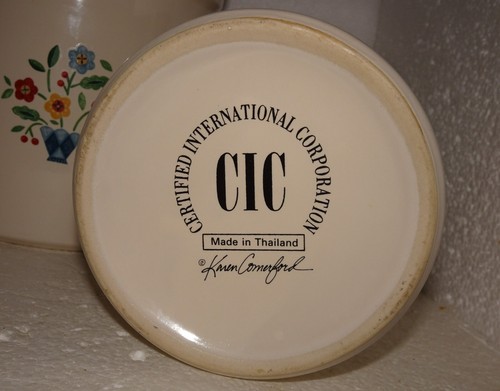 CERTIFIED INTERNATIONAL CORPORATION
CIC
Made in Thailand
© Karen Comerford